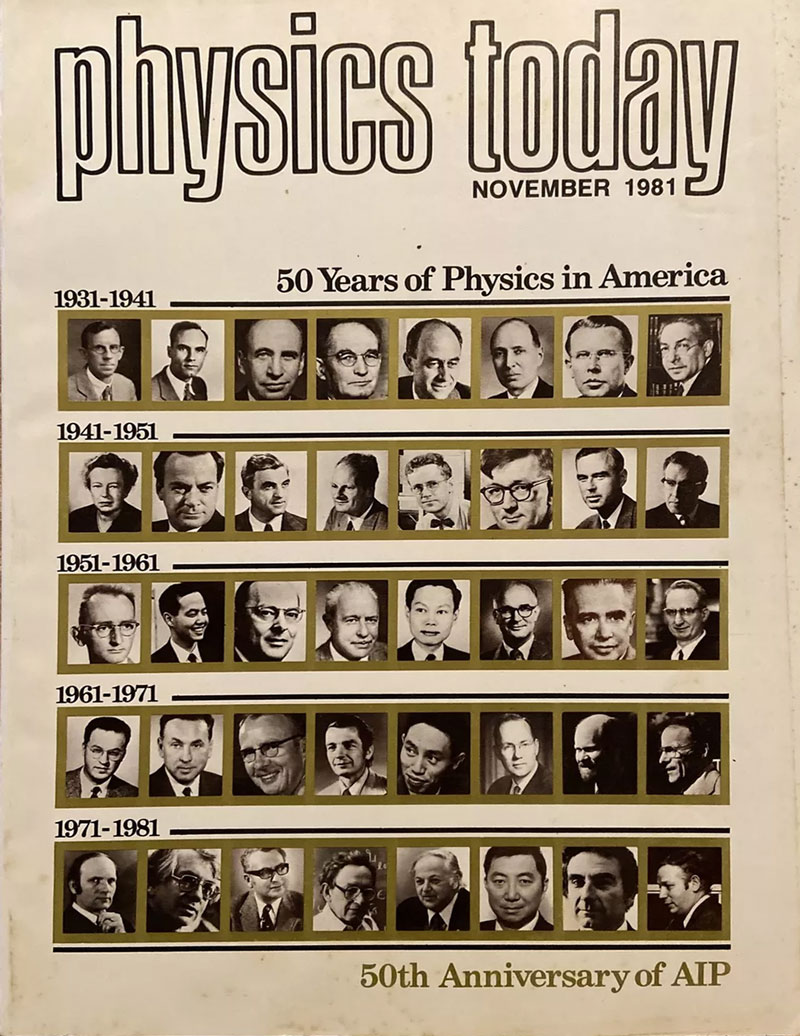 physics today
NOVEMBER 1981
50 Years of Physics in America
1931-1941
1941-1951
1951-1961
1961-1971
1971-1981
50th Anniversary of AIP